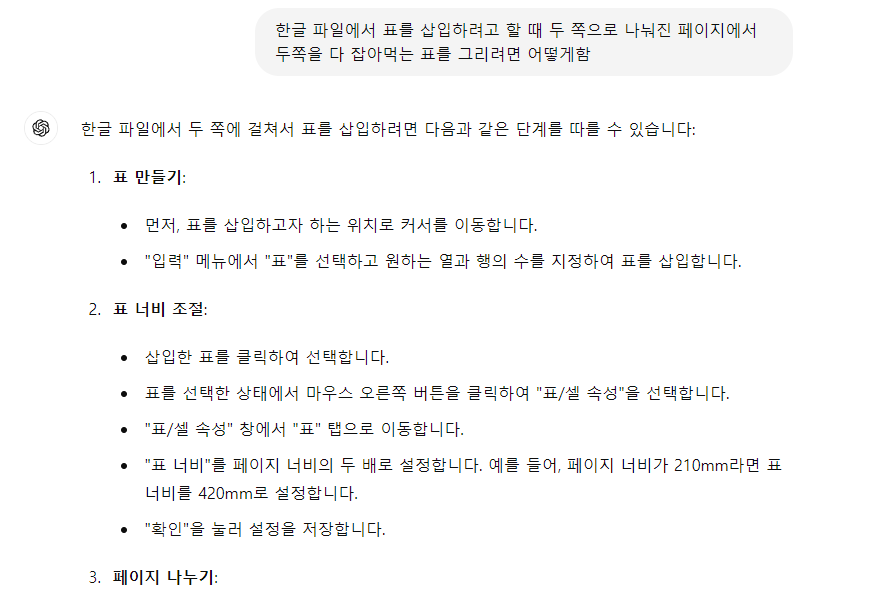 한글 파일에서 표를 삽입하려고 할 때 두 쪽으로 나눠진 페이지에서
두쪽을 다 잡아먹는 표를 그리려면 어떻게함
한글 파일에서 두 쪽에 걸쳐서 표를 삽입하려면 다음과 같은 단계를 따를 수 있습니다:
1. 표 만들기:
• 먼저, 표를 삽입하고자 하는 위치로 커서를 이동합니다.
• "입력" 메뉴에서 "표"를 선택하고 원하는 열과 행의 수를 지정하여 표를 삽입합니다.
2. 표 너비 조절:
• 삽입한 표를 클릭하여 선택합니다.
• 표를 선택한 상태에서 마우스 오른쪽 버튼을 클릭하여 "표/셀 속성"을 선택합니다.
• "표/셀 속성" 창에서 "표" 탭으로 이동합니다.
• "표 너비"를 페이지 너비의 두 배로 설정합니다. 예를 들어, 페이지 너비가 210mm라면 표
너비를 420mm로 설정합니다.
• "확인"을 눌러 설정을 저장합니다.
3. 페이지 나누기: